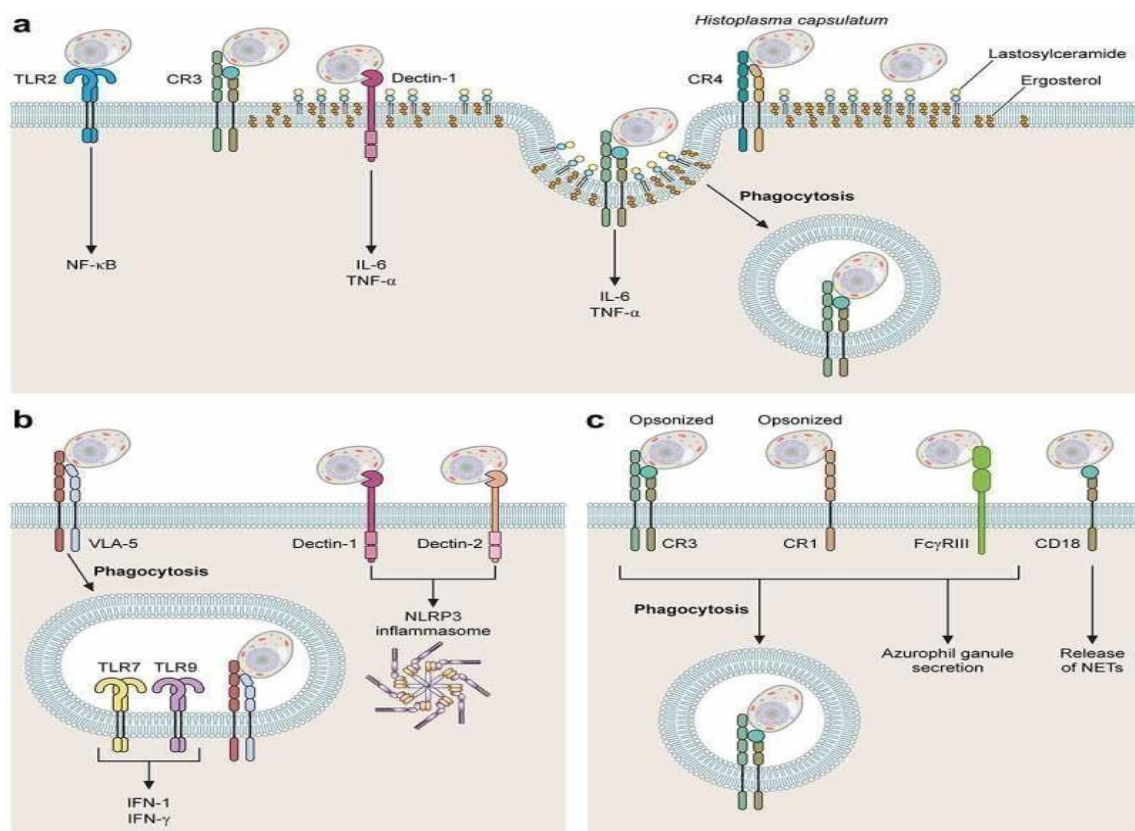 a
Histoplasma capsulatum
TLR2
CR3
Dectin-1
CR4
Lastosylceramide
Ergosterol
NF-κB
IL-6
TNF-α
IL-6
TNF-α
Phagocytosis
b
VLA-5
Dectin-1
Dectin-2
Phagocytosis
NLRP3
inflammasome
TLR7
TLR9
IFN-1
IFN-γ
c
Opsonized
Opsonized
CR3
CR1
FcγRIII
CD18
Phagocytosis
Azurophil ganule
secretion
Release
of NETs